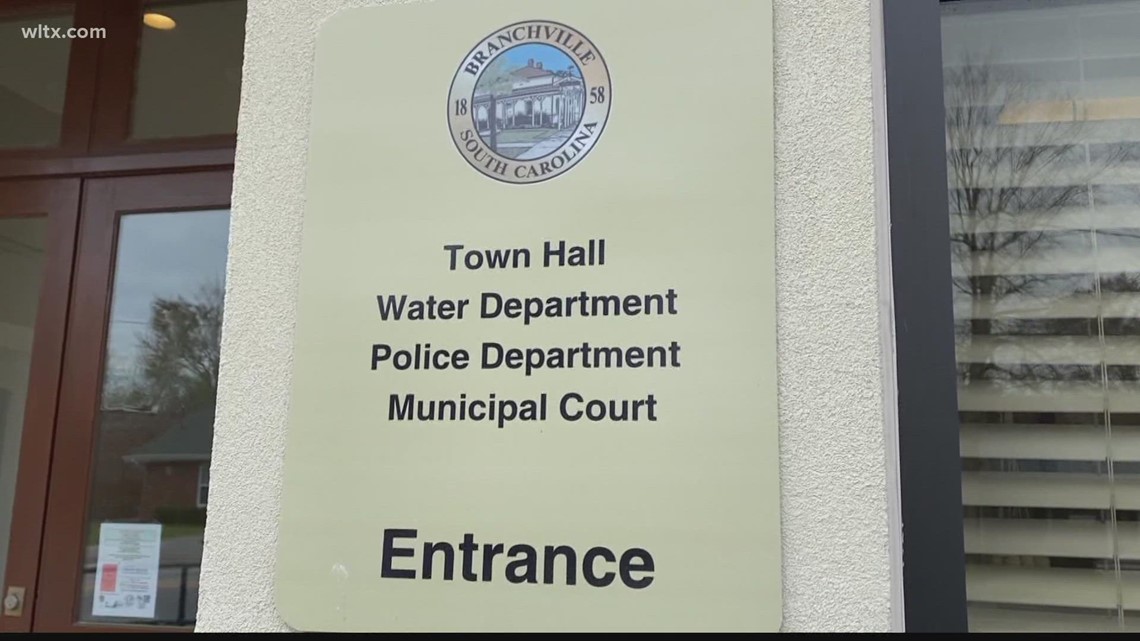 wltx.com
BRANCHVILLE
18 58
SOUTH CAROLINA
Town Hall
Water Department
Police Department
Municipal Court
Entrance